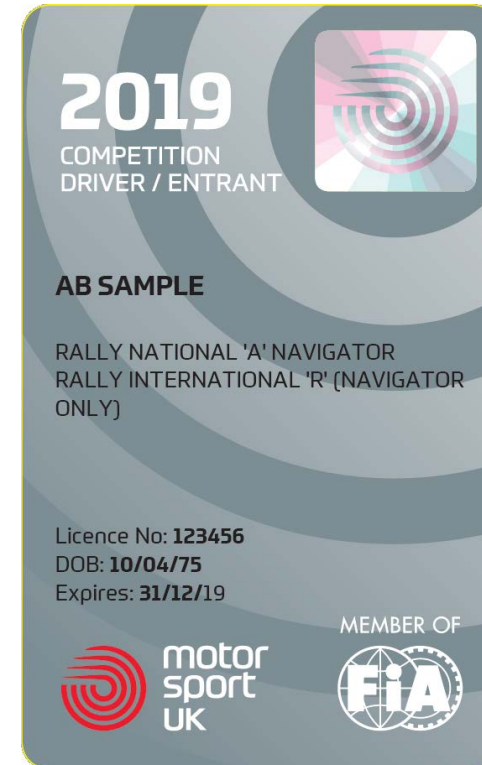 2019
COMPETITION
DRIVER / ENTRANT
AB SAMPLE
RALLY NATIONAL 'A' NAVIGATOR
RALLY INTERNATIONAL 'R' (NAVIGATOR
ONLY)
Licence No: 123456
DOB: 10/04/75
Expires: 31/12/19
motor
sport
UK
MEMBER OF
FiA